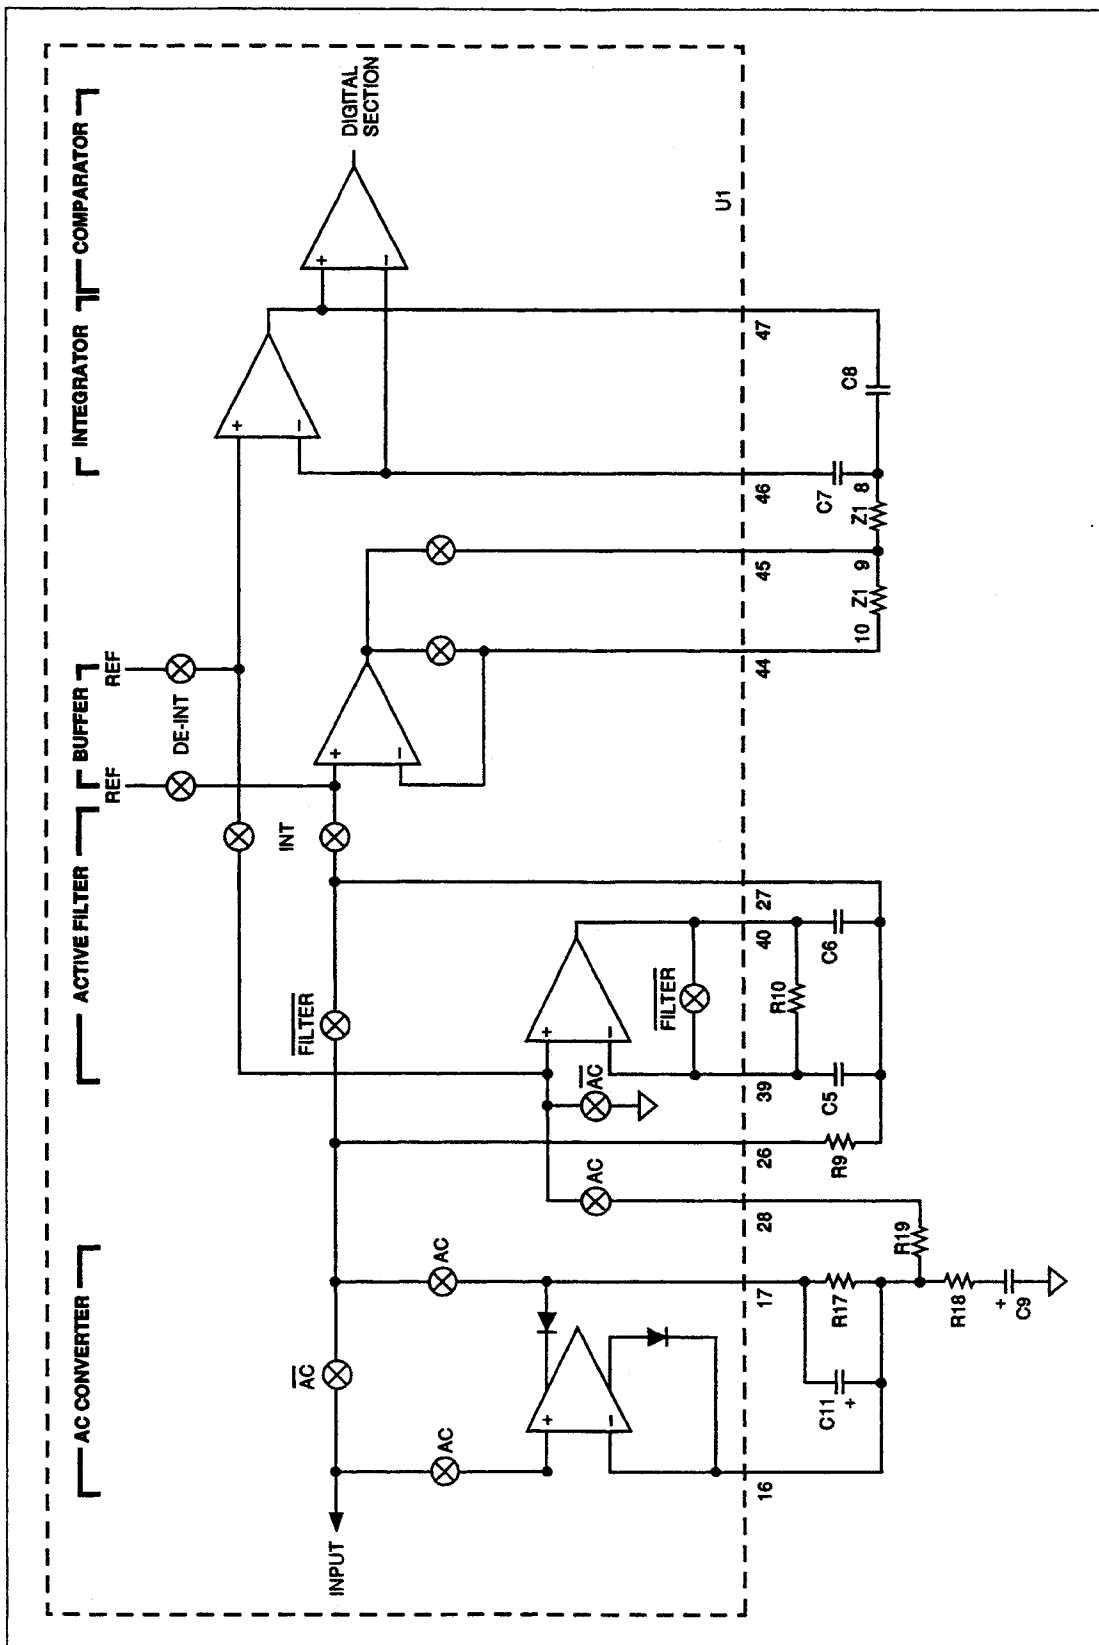 AC CONVERTER
ACTIVE FILTER
BUFFER
INTEGRATOR
COMPARATOR
REF
REF
DE-INT
INT
INPUT
AC
AC
AC
FILTER
DIGITAL
SECTION
+
−
+
−
+
−
+
−
+
−
AC
AC
FILTER
U1
16
17
28
26
39
40
27
44
45
46
47
C11
+
R17
R19
R18
+
C9
R9
C5
R10
C6
10
Z1
9
Z1
8
C7
C8